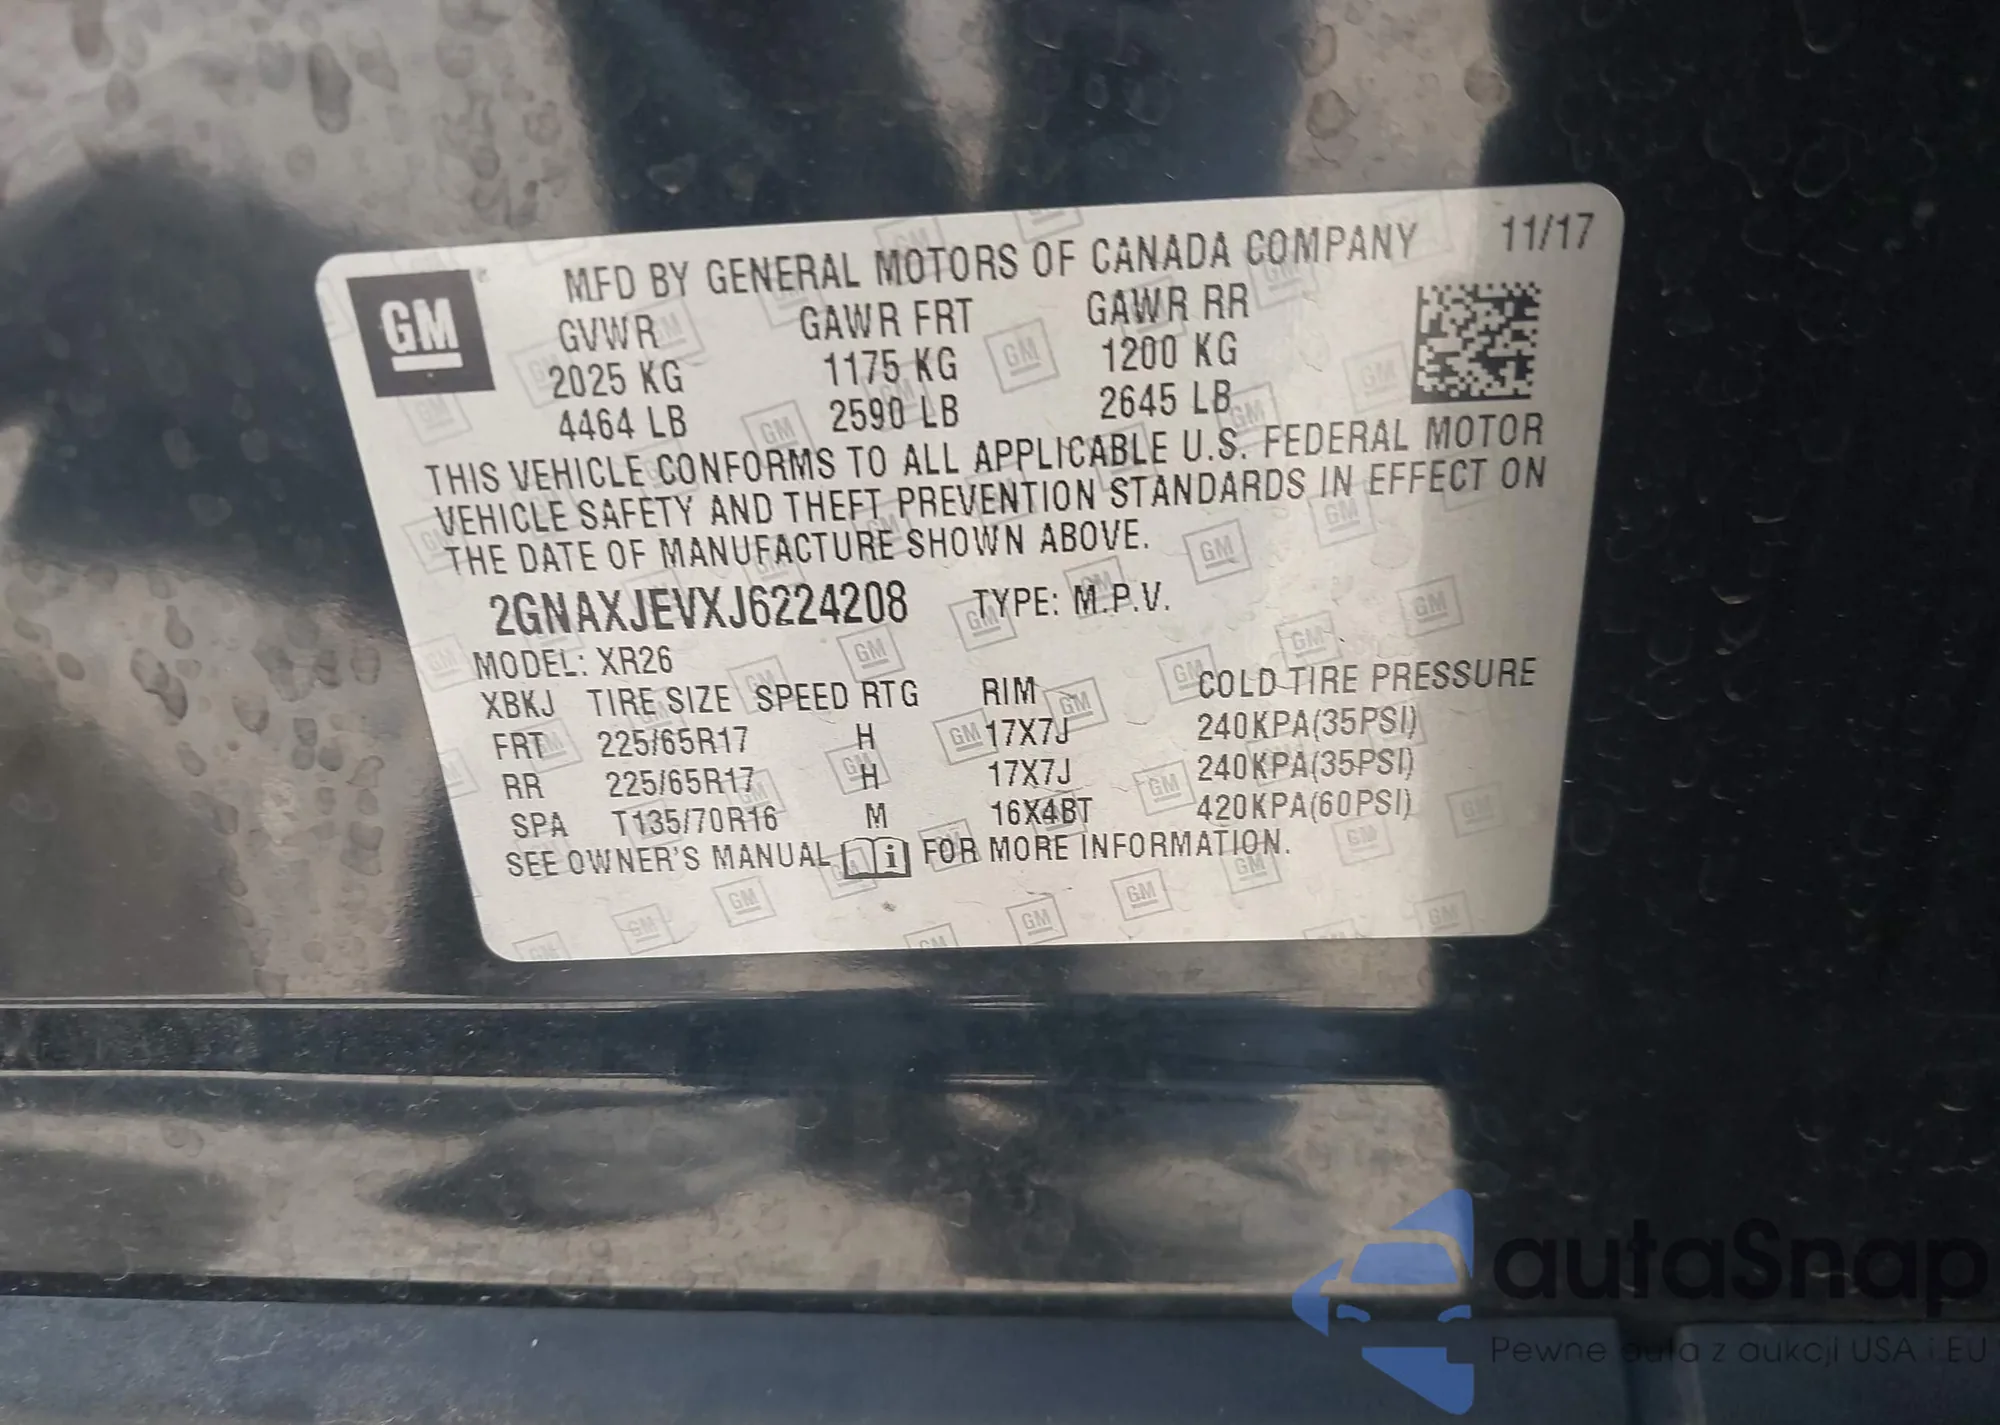 GM
MFD BY GENERAL MOTORS OF CANADA COMPANY 11/17
GVWR GAWR FRT GAWR RR
2025 KG 1175 KG 1200 KG
4464 LB 2590 LB 2645 LB
THIS VEHICLE CONFORMS TO ALL APPLICABLE U.S. FEDERAL MOTOR
VEHICLE SAFETY AND THEFT PREVENTION STANDARDS IN EFFECT ON
THE DATE OF MANUFACTURE SHOWN ABOVE.
2GNAXJEVXJ6224208 TYPE: M.P.V.
MODEL: XR26
XBKJ TIRE SIZE SPEED RTG RIM COLD TIRE PRESSURE
FRT 225/65R17 H 17X7J 240KPA(35PSI)
RR 225/65R17 H 17X7J 240KPA(35PSI)
SPA T135/70R16 M 16X4BT 420KPA(60PSI)
SEE OWNER'S MANUAL i FOR MORE INFORMATION.
autaSnap
Pewne auta z aukcji USA i EU